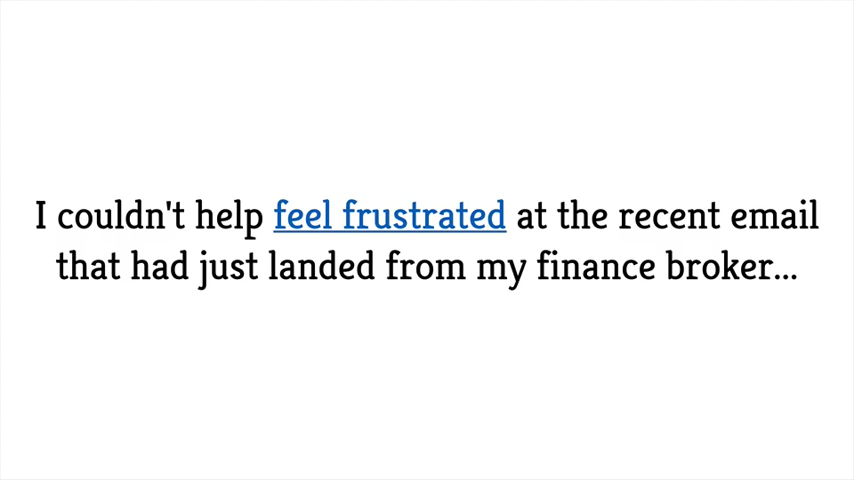 I couldn't help feel frustrated at the recent email
that had just landed from my finance broker...